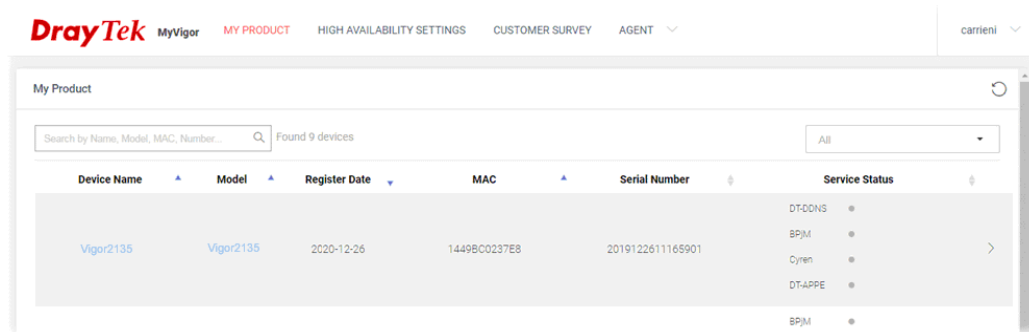 DrayTek MyVigor MY PRODUCT HIGH AVAILABILITY SETTINGS CUSTOMER SURVEY AGENT carrieni
My Product
Search by Name, Model, MAC, Number... Found 9 devices All
Device Name Model Register Date MAC Serial Number Service Status
DT-DDNS
BPjM
Vigor2135 Vigor2135 2020-12-26 1449BC0237E8 2019122611165901
Cyren
DT-APPE
BPjM